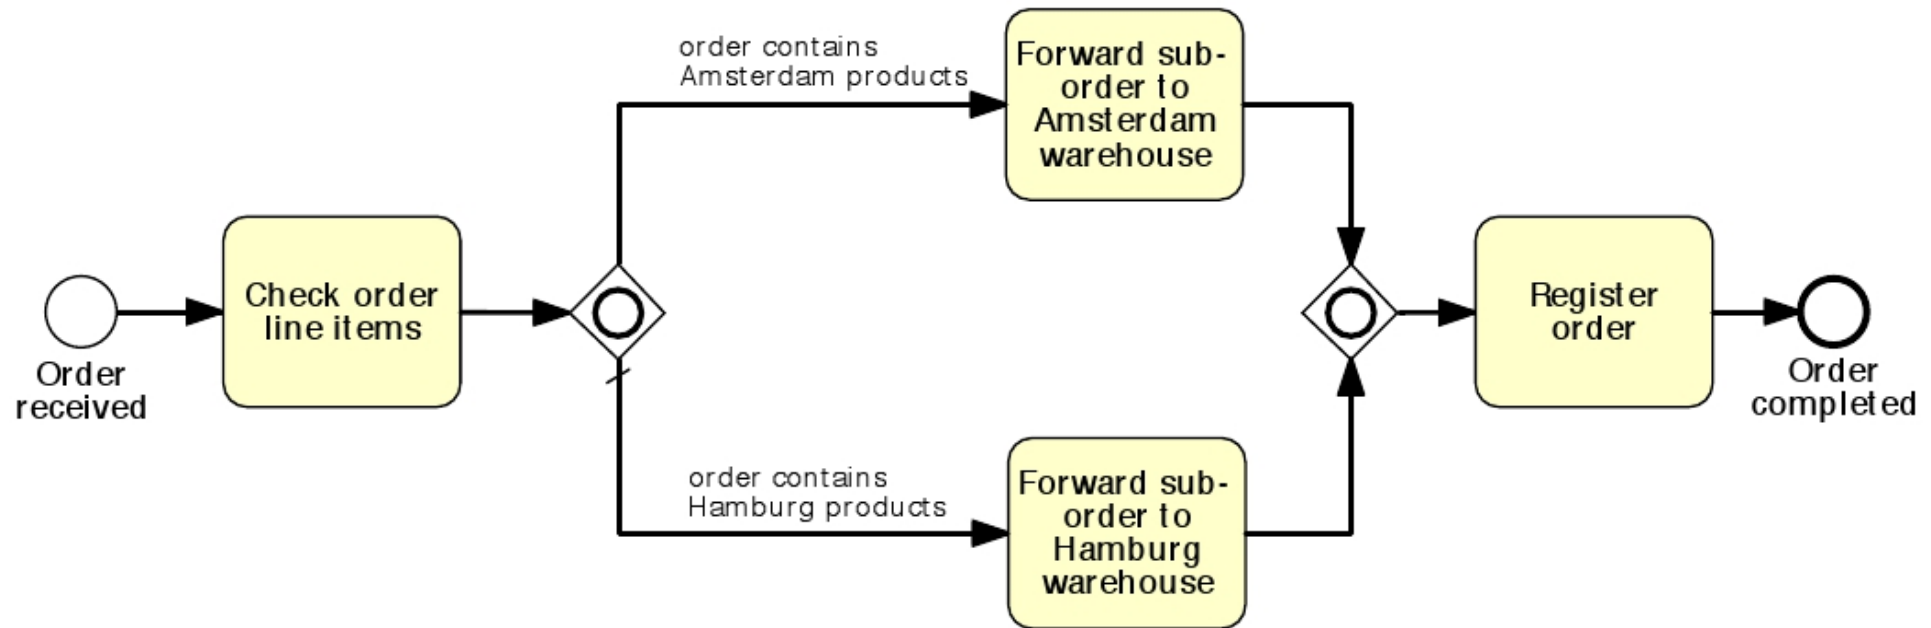 Order
received
Check order
line items
order contains
Amsterdam products
Forward sub-
order to
Amsterdam
warehouse
order contains
Hamburg products
Forward sub-
order to
Hamburg
warehouse
Register
order
Order
completed